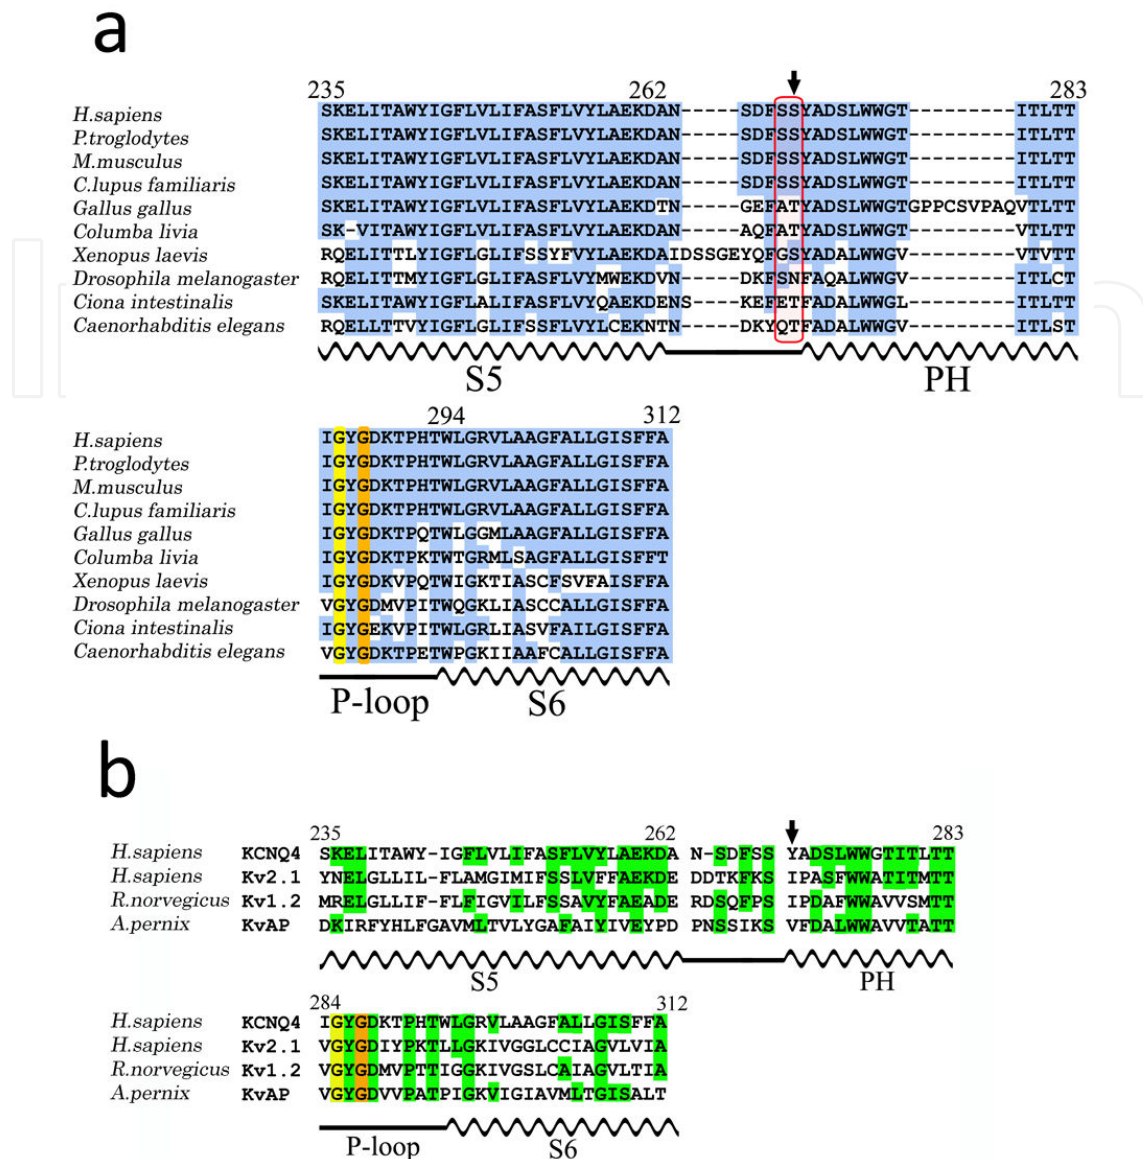 a
235 262 283
H.sapiens SKELITAWYIGFLVLIFASFLVYLAEKDAN-----SDFSSYADSLWWGT---------ITLTT
P.troglodytes SKELITAWYIGFLVLIFASFLVYLAEKDAN-----SDFSSYADSLWWGT---------ITLTT
M.musculus SKELITAWYIGFLVLIFASFLVYLAEKDAN-----SDFSSYADSLWWGT---------ITLTT
C.lupus familiaris SKELITAWYIGFLVLIFASFLVYLAEKDAN-----SDFSSYADSLWWGT---------ITLTT
Gallus gallus SKELITAWYIGFLVLIFASFLVYLAEKDTN-----GEFATYADSLWWGTGPPCSVPAQVTLTT
Columba livia SK-VITAWYIGFLVLIFASFLVYLAEKDAN-----AQFATYADSLWWGT---------VTLTT
Xenopus laevis RQELITTLYIGFLGLIFSSYFVYLAEKDAIDSSGEYQFGSYADALWWGV---------VTVTT
Drosophila melanogaster RQELITTMYIGFLGLIFASFLVYMWEKDVN-----DKFSNFAQALWWGV---------ITLCT
Ciona intestinalis SKELITAWYIGFLALIFASFLVYQAEKDENS----KEFETFADALWWGL---------ITLTT
Caenorhabditis elegans RQELLTTVYIGFLGLIFSSFLVYLCEKNTN-----DKYQTFADALWWGV---------ITLST
S5 PH
294 312
H.sapiens IGYGDKTPHTWLGRVLAAGFALLGISFFA
P.troglodytes IGYGDKTPHTWLGRVLAAGFALLGISFFA
M.musculus IGYGDKTPHTWLGRVLAAGFALLGISFFA
C.lupus familiaris IGYGDKTPHTWLGRVLAAGFALLGISFFA
Gallus gallus IGYGDKTPQTWLGGMLAAGFALLGISFFA
Columba livia IGYGDKTPKTWTGRMLSAGFALLGISFFT
Xenopus laevis IGYGDKVPQTWIGKTIASCFSVFAISFFA
Drosophila melanogaster VGYGDMVPITWQGKLIASCCALLGISFFA
Ciona intestinalis IGYGEKVPITWLGRLIASVFAILGISFFA
Caenorhabditis elegans VGYGDKTPETWPGKIIAAFCALLGISFFA
P-loop S6
b
235 262 283
H.sapiens KCNQ4 SKELITAWY-IGFLVLIFASFLVYLAEKDA N-SDFSS YADSLWWGTITLTT
H.sapiens Kv2.1 YNELGLLIL-FLAMGIMIFSSLVFFAEKDE DDTKFKS IPASFWWATITMTT
R.norvegicus Kv1.2 MRELGLLIF-FLFIGVILFSSAVYFAEADE RDSQFPS IPDAFWWAVVSMTT
A.pernix KvAP DKIRFYHLFGAVMLTVLYGAFAIYIVEYPD PNSSIKS VFDALWWAVVTATT
S5 PH
284 312
H.sapiens KCNQ4 IGYGDKTPHTWLGRVLAAGFALLGISFFA
H.sapiens Kv2.1 VGYGDIYPKTLLGKIVGGLCCIAGVLVIA
R.norvegicus Kv1.2 VGYGDMVPTTIGGKIVGSLCAIAGVLTIA
A.pernix KvAP VGYGDVVPATPIGKVIGIAVMLTGISALT
P-loop S6